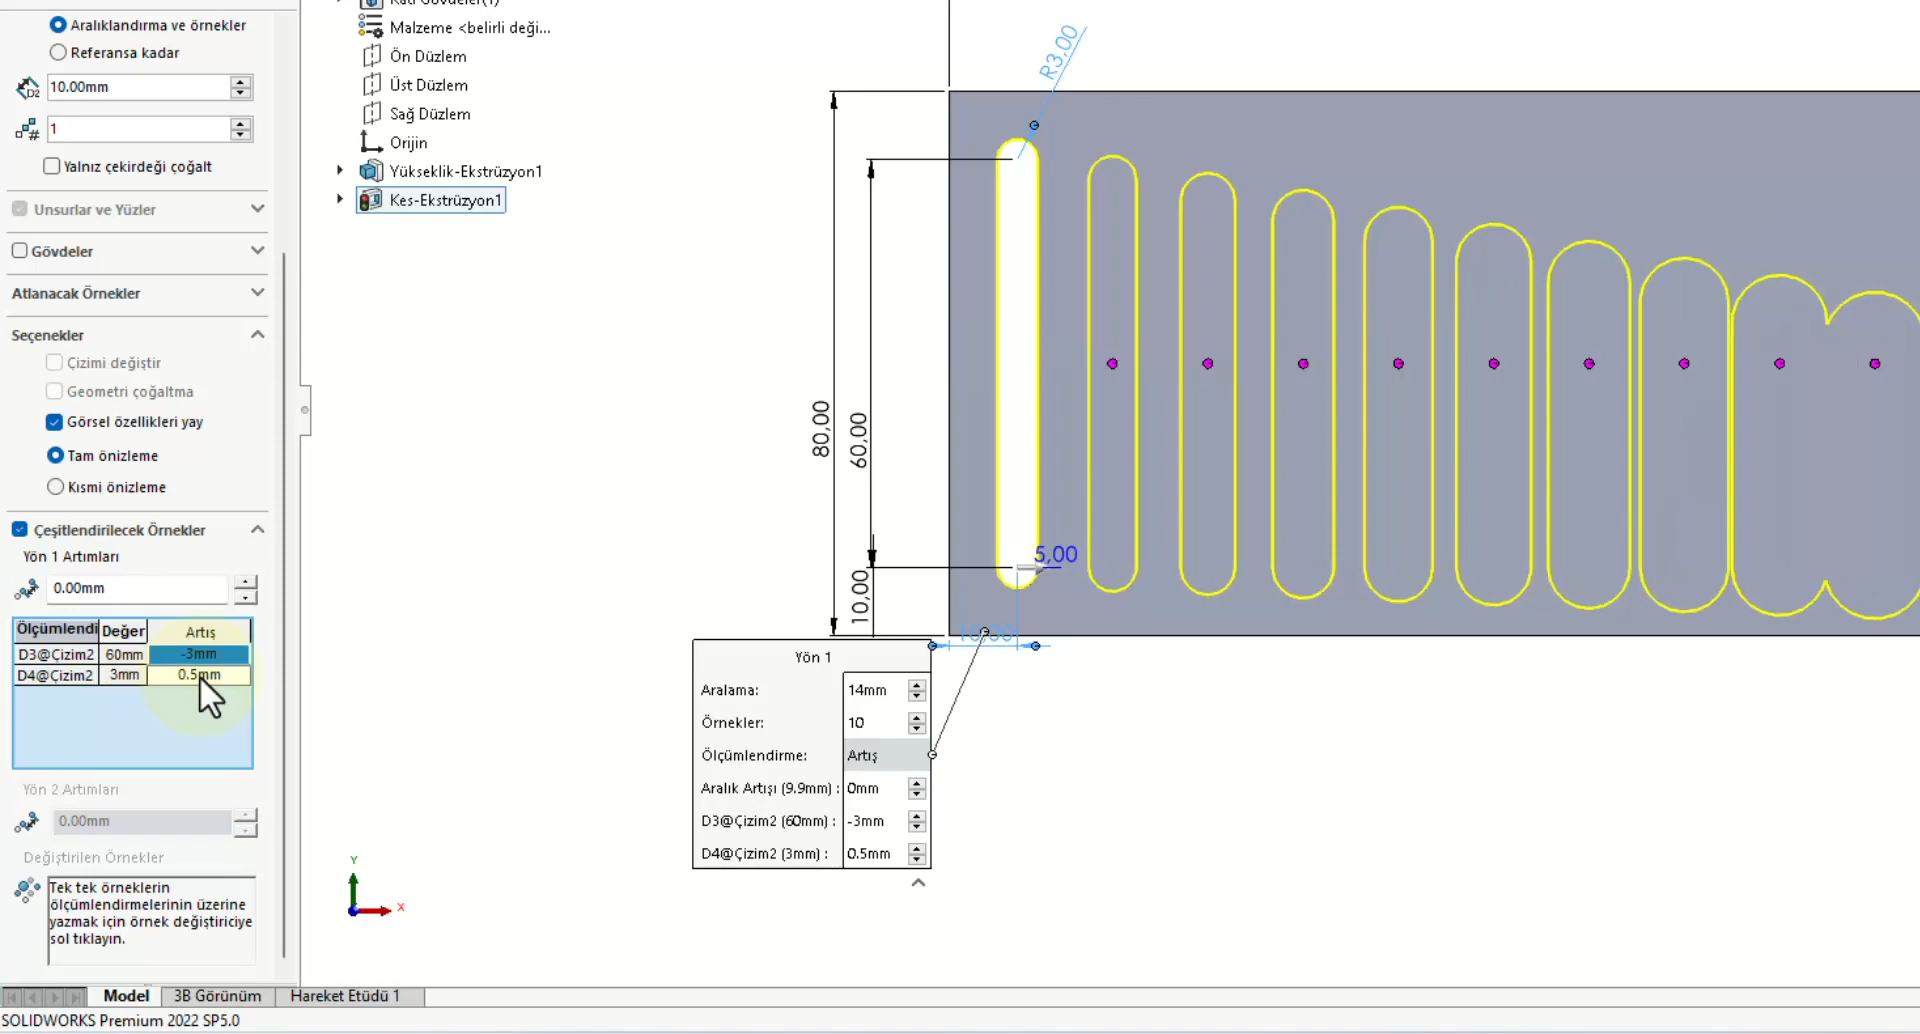 Aralıklandırma ve örnekler
Referansa kadar
D2
10.00mm
#
1
Yalnız çekirdeği çoğalt
Unsurlar ve Yüzler
Gövdeler
Atlanacak Örnekler
Seçenekler
Çizimi değiştir
Geometri çoğaltma
Görsel özellikleri yay
Tam önizleme
Kısmi önizleme
Çeşitlendirilecek Örnekler
Yön 1 Artımları
0.00mm
Ölçümlendi Değer Artış
D3@Çizim2 60mm -3mm
D4@Çizim2 3mm 0.5mm
Yön 2 Artımları
0.00mm
Değiştirilen Örnekler
Tek tek örneklerin
ölçümlendirmelerinin üzerine
yazmak için örnek değiştiriciye
sol tıklayın.
Katı Gövdeler(1)
Malzeme <belirli deği...
Ön Düzlem
Üst Düzlem
Sağ Düzlem
Orijin
Yükseklik-Ekstrüzyon1
Kes-Ekstrüzyon1
R3,00
80,00
60,00
10,00
5,00
10,00
Yön 1
Aralama: 14mm
Örnekler: 10
Ölçümlendirme: Artış
Aralık Artışı (9.9mm) : 0mm
D3@Çizim2 (60mm) : -3mm
D4@Çizim2 (3mm) : 0.5mm
Y
X
Model 3B Görünüm Hareket Etüdü 1
SOLIDWORKS Premium 2022 SP5.0